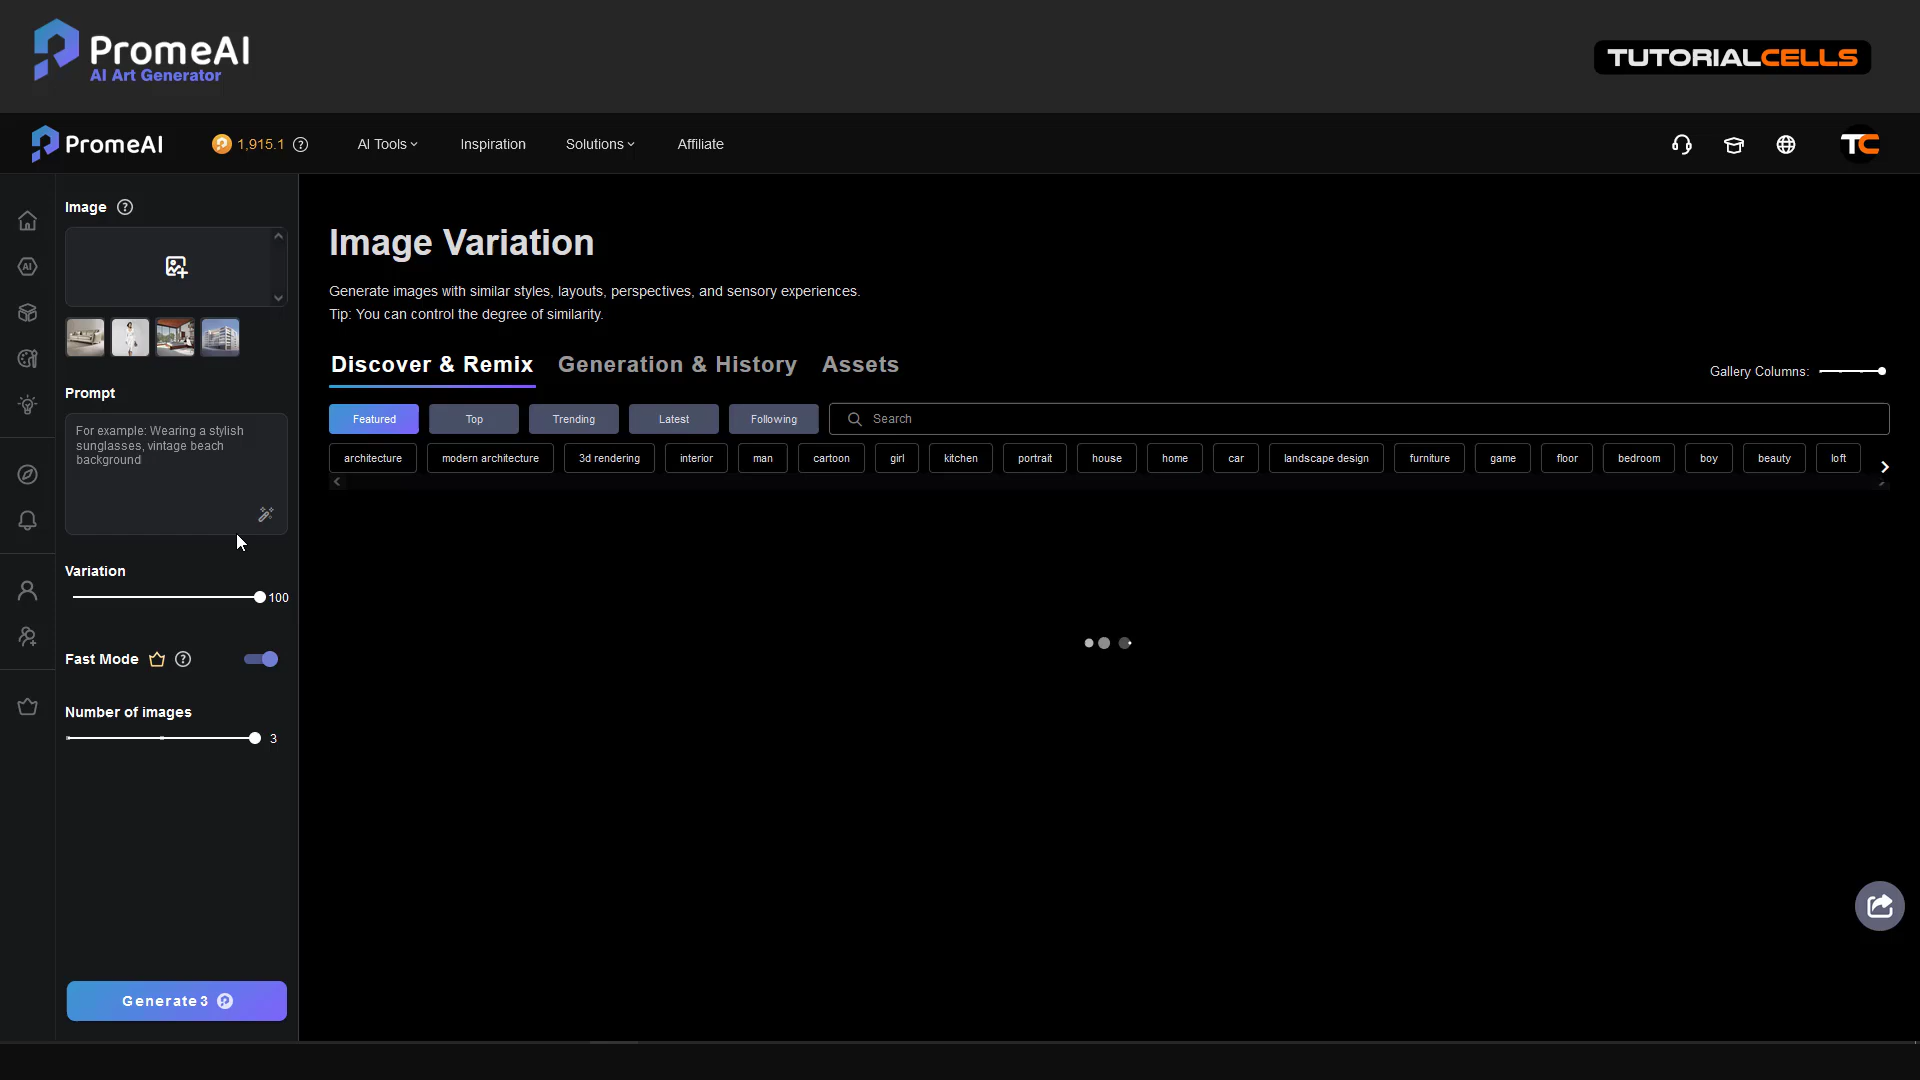 PromeAI
AI Art Generator
TUTORIALCELLS
PromeAI
1,915.1
AI Tools
Inspiration
Solutions
Affiliate
TC
Image
Prompt
For example: Wearing a stylish
sunglasses, vintage beach
background
Variation
100
Fast Mode
Number of images
3
Generate 3
Image Variation
Generate images with similar styles, layouts, perspectives, and sensory experiences.
Tip: You can control the degree of similarity.
Discover & Remix
Generation & History
Assets
Gallery Columns:
Featured
Top
Trending
Latest
Following
Search
architecture
modern architecture
3d rendering
interior
man
cartoon
girl
kitchen
portrait
house
home
car
landscape design
furniture
game
floor
bedroom
boy
beauty
loft